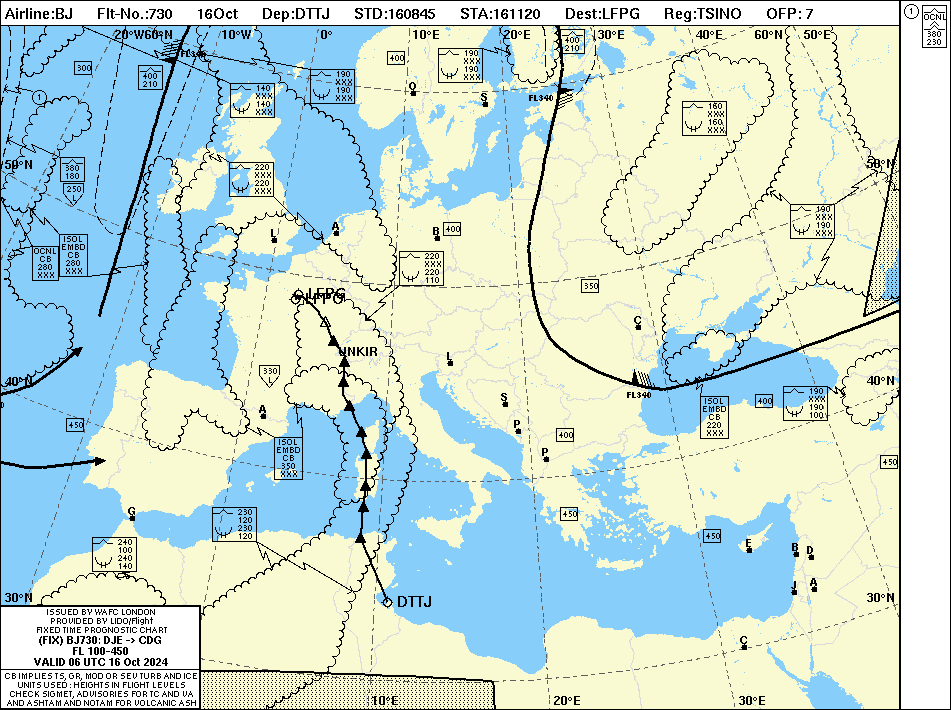 Airline:BJ Flt-No.:730 16Oct Dep:DTTJ STD:160845 STA:161120 Dest:LFPG Reg:TSINO OFP: 7
20°W60°N 10°W 0° 10°E 20°E 30°E 40°E 60°N 50°E
1
OCNL
380
230
FL340
300
400
210
190
XXX
190
XXX
400
190
XXX
190
XXX
400
210
140
XXX
140
XXX
1
O
S
FL340
160
XXX
160
XXX
50°N
50°N
380
180
250
L
220
XXX
220
XXX
190
XXX
190
XXX
L
A
B
400
OCNL
CB
280
XXX
ISOL
EMBD
CB
280
XXX
220
XXX
220
110
350
LFPG
LFPG
C
UNKIR
L
330
L
40°N
40°N
FL340
S
A
P
P
450
ISOL
EMBD
CB
350
XXX
ISOL
EMBD
CB
220
XXX
400
190
XXX
190
100
400
450
G
230
120
230
120
450
450
240
100
240
140
E
B
D
J
A
30°N
30°N
DTTJ
C
ISSUED BY WAFC LONDON
PROVIDED BY LIDO/Flight
FIXED TIME PROGNOSTIC CHART
(FIX) BJ730: DJE -> CDG
FL 100-450
VALID 06 UTC 16 Oct 2024
CB IMPLIES TS, GR, MOD OR SEV TURB AND ICE
UNITS USED : HEIGHTS IN FLIGHT LEVELS
CHECK SIGMET, ADVISORIES FOR TC AND VA
AND ASHTAM AND NOTAM FOR VOLCANIC ASH
10°E 20°E 30°E